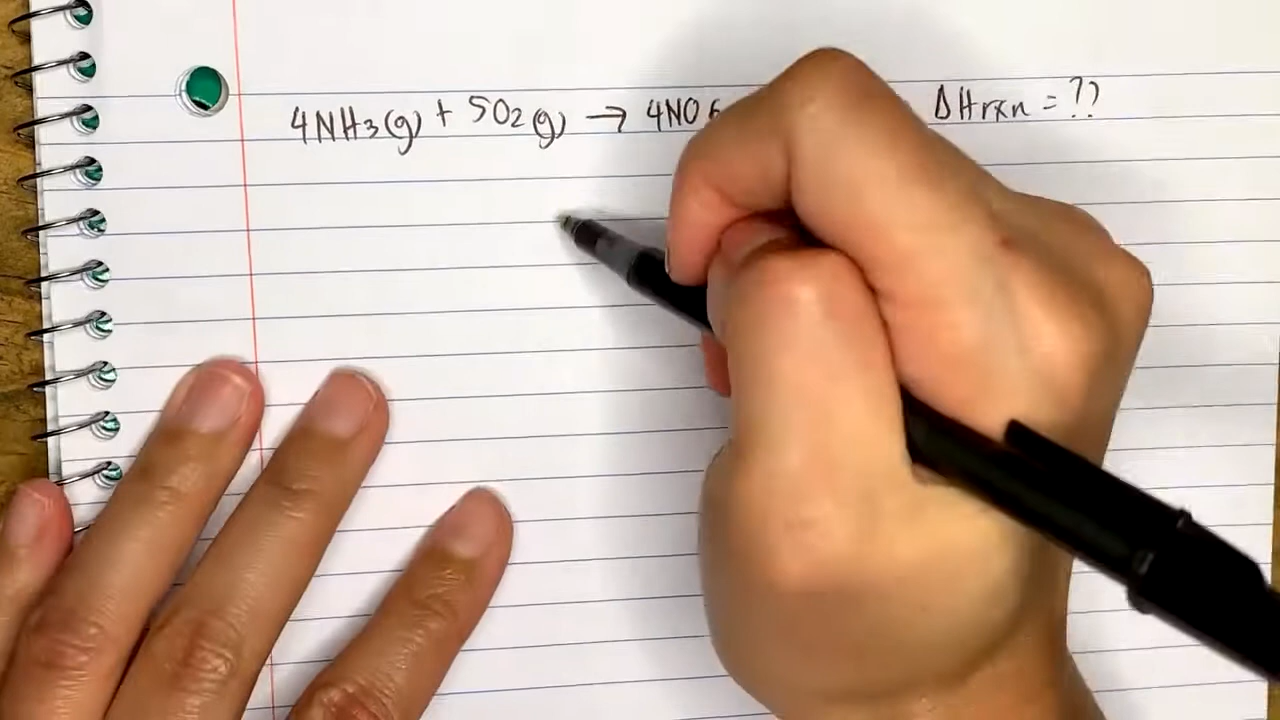 4NH₃(g) + 5O₂(g) → 4NO ΔHrxn = ??